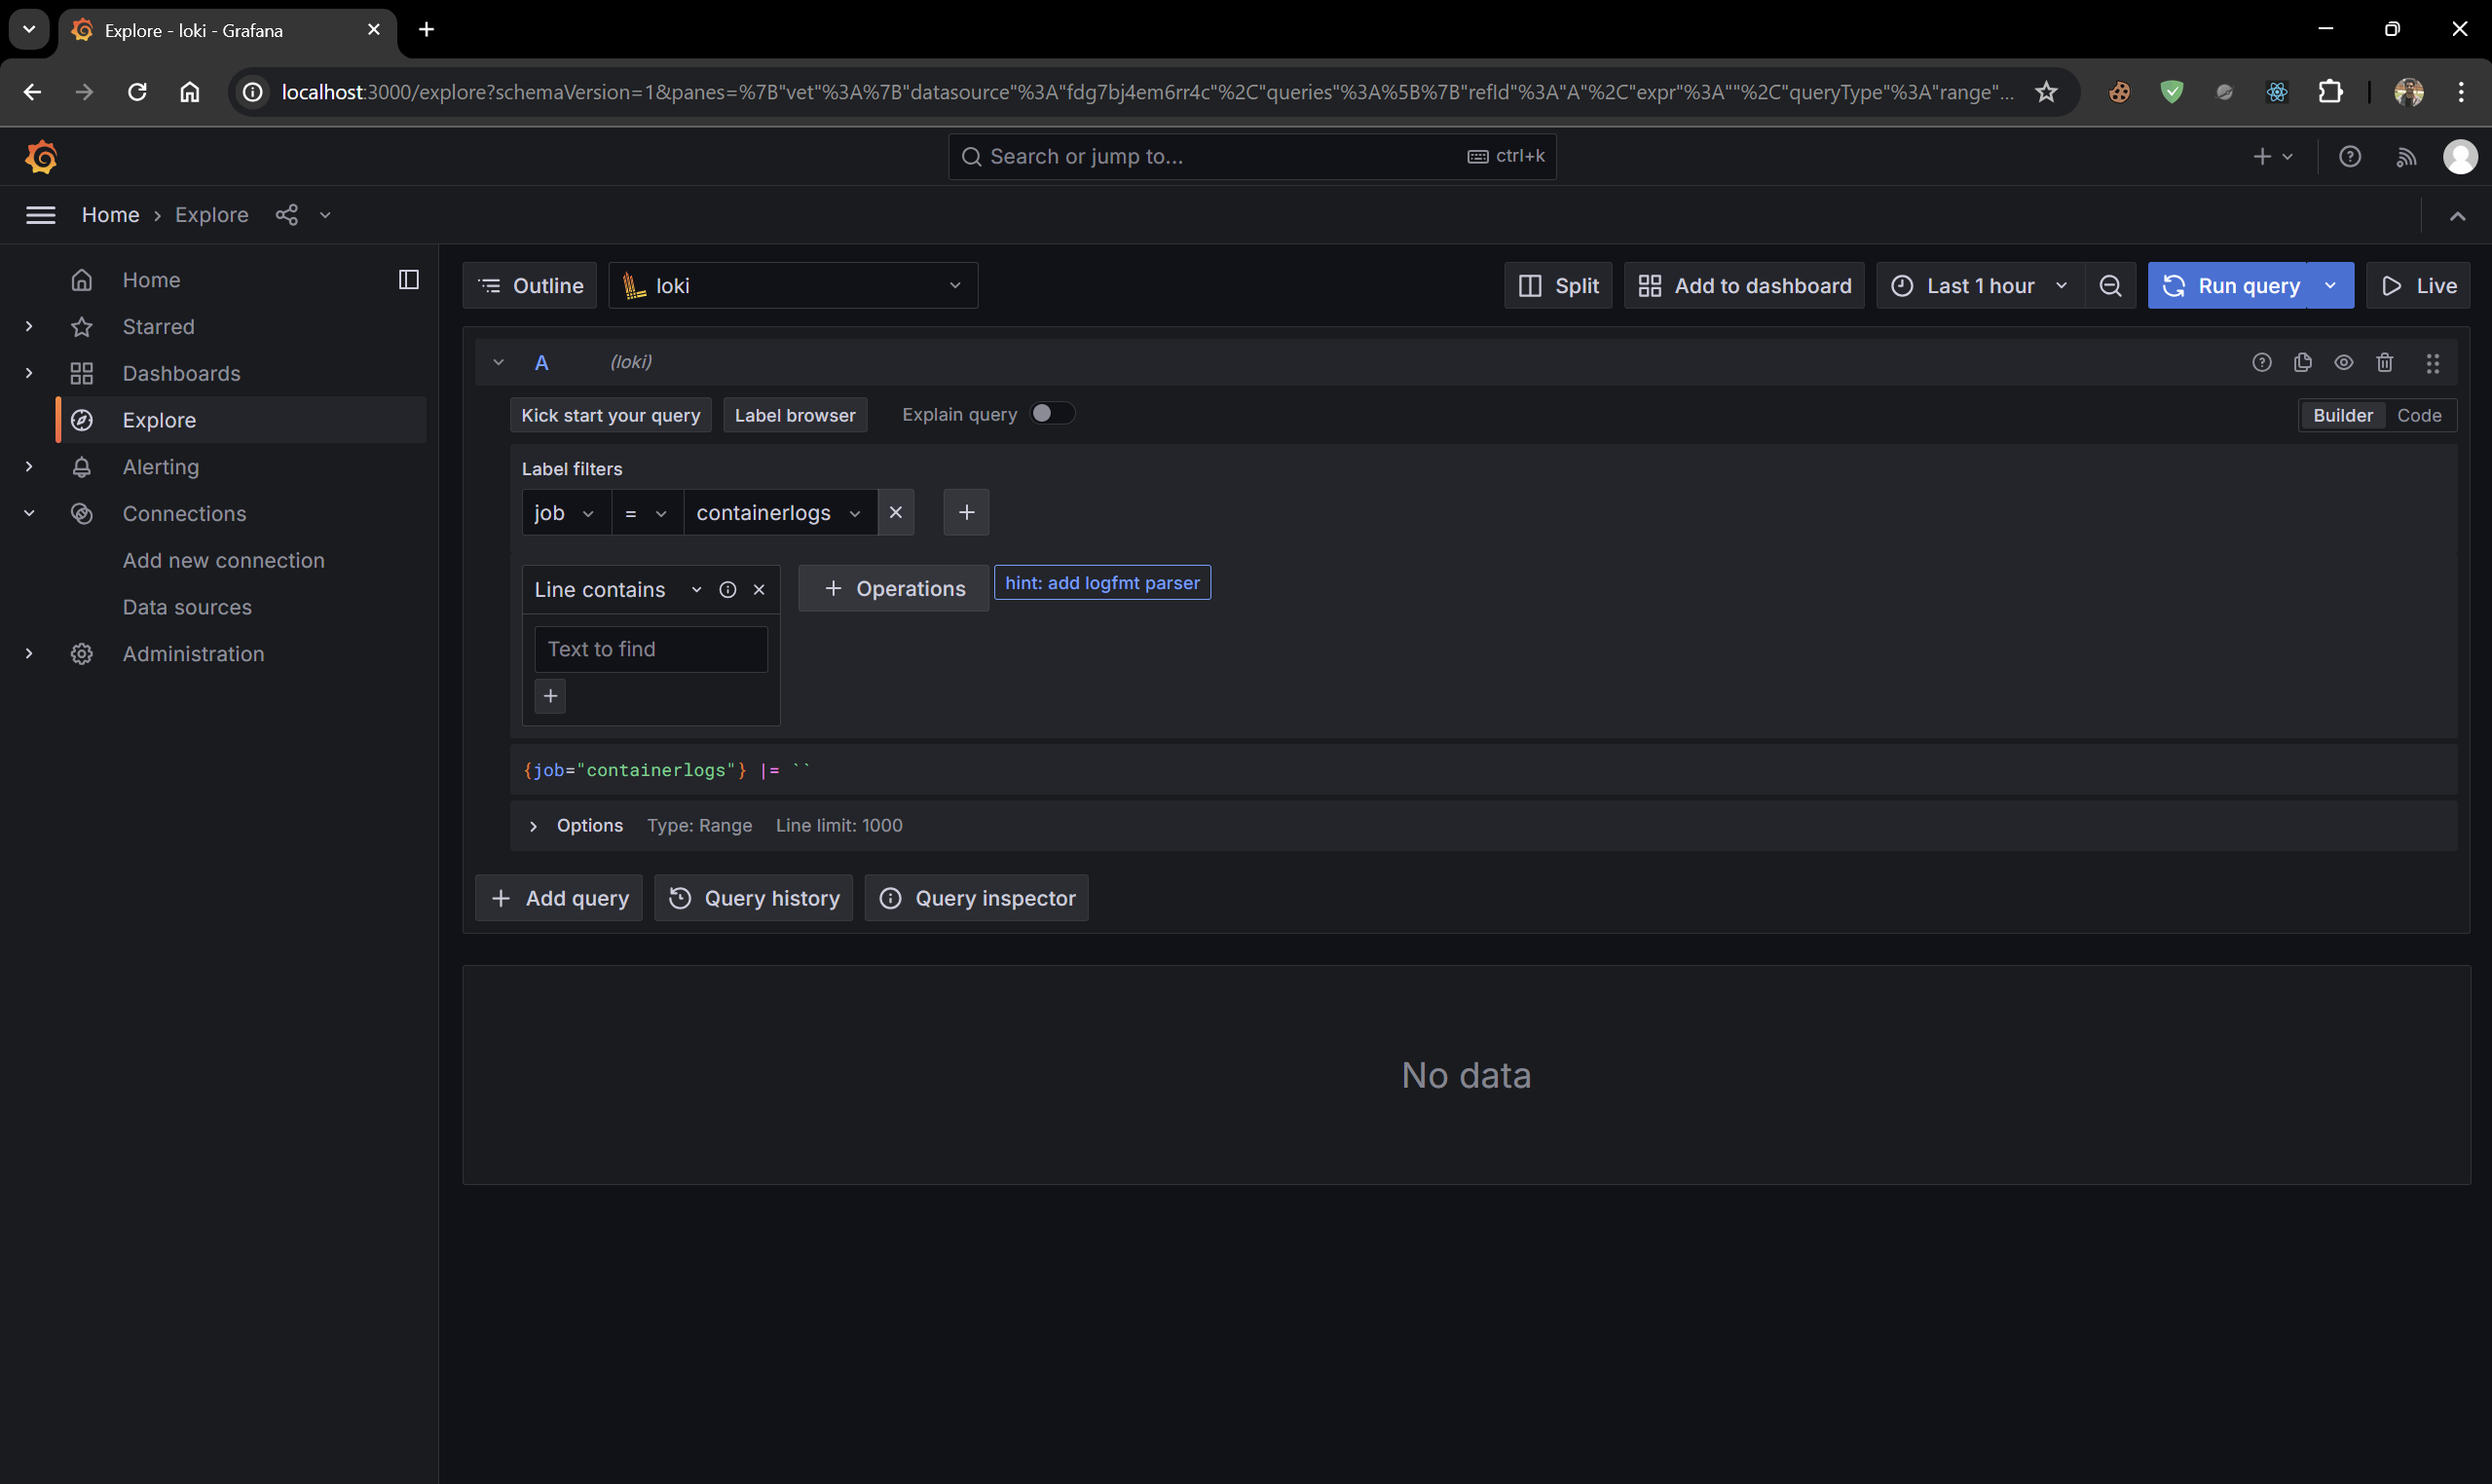 Explore - loki - Grafana
localhost:3000/explore?schemaVersion=1&panes=%7B"vet"%3A%7B"datasource"%3A"fdg7bj4em6rr4c"%2C"queries"%3A%5B%7B"refId"%3A"A"%2C"expr"%3A""%2C"queryType"%3A"range"...
Search or jump to... ctrl+k
Home › Explore
Home
Starred
Dashboards
Explore
Alerting
Connections
Add new connection
Data sources
Administration
Outline loki Split Add to dashboard Last 1 hour Run query Live
A (loki)
Kick start your query Label browser Explain query Builder Code
Label filters
job = containerlogs
Line contains + Operations hint: add logfmt parser
Text to find
{job="containerlogs"} |= ``
Options Type: Range Line limit: 1000
+ Add query Query history Query inspector
No data